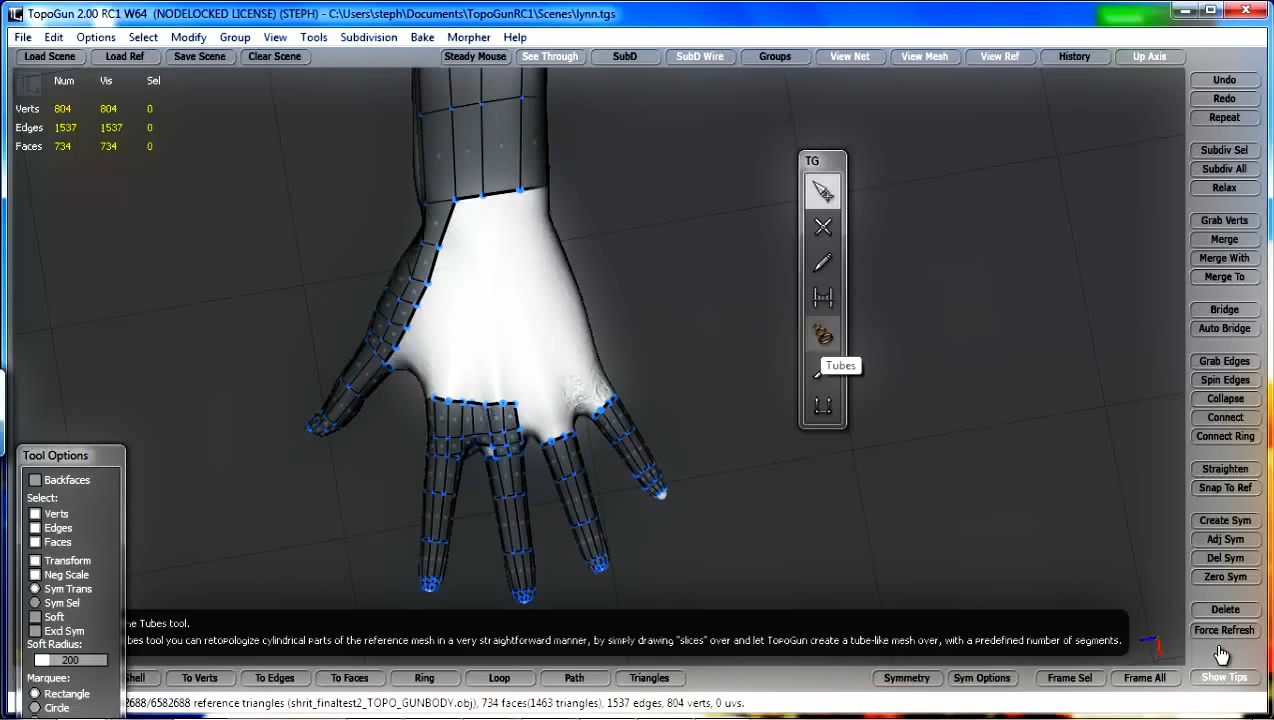 TopoGun 2.00 RC1 W64 (NODELOCKED LICENSE) (STEPH) - C:\Users\steph\Documents\TopoGunRC1\Scenes\lynn.tgs
File Edit Options Select Modify Group View Tools Subdivision Bake Morpher Help
Load Scene Load Ref Save Scene Clear Scene Steady Mouse See Through SubD SubD Wire Groups View Net View Mesh View Ref History Up Axis
Num Vis Sel
Verts 804 804 0
Edges 1537 1537 0
Faces 734 734 0
TG
Tubes
Undo
Redo
Repeat
Subdiv Sel
Subdiv All
Relax
Grab Verts
Merge
Merge With
Merge To
Bridge
Auto Bridge
Grab Edges
Spin Edges
Collapse
Connect
Connect Ring
Straighten
Snap To Ref
Create Sym
Adj Sym
Del Sym
Zero Sym
Delete
Force Refresh
Show Tips
Tool Options
Backfaces
Select:
Verts
Edges
Faces
Transform
Neg Scale
Sym Trans
Sym Sel
Soft
Excl Sym
Soft Radius:
200
Marquee:
Rectangle
Circle
he Tubes tool.
ubes tool you can retopologize cylindrical parts of the reference mesh in a very straightforward manner, by simply drawing "slices" over and let TopoGun create a tube-like mesh over, with a predefined number of segments.
Shell To Verts To Edges To Faces Ring Loop Path Triangles Symmetry Sym Options Frame Sel Frame All
2688/6582688 reference triangles (shrit_finaltest2_TOPO_GUNBODY.obj), 734 faces(1463 triangles), 1537 edges, 804 verts, 0 uvs.